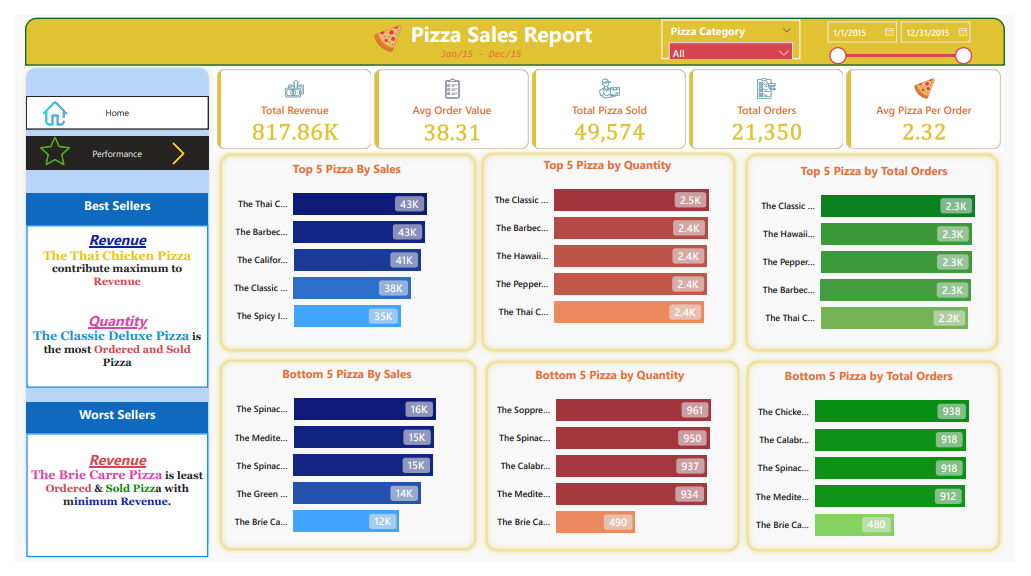 Pizza Sales Report
Jan/15 - Dec/15
Pizza Category
All
1/1/2015
12/31/2015
Home
Performance
Best Sellers
Revenue
The Thai Chicken Pizza
contribute maximum to
Revenue
Quantity
The Classic Deluxe Pizza is
the most Ordered and Sold
Pizza
Worst Sellers
Revenue
The Brie Carre Pizza is least
Ordered & Sold Pizza with
minimum Revenue.
Total Revenue
817.86K
Avg Order Value
38.31
Total Pizza Sold
49,574
Total Orders
21,350
Avg Pizza Per Order
2.32
Top 5 Pizza By Sales
The Thai C... 43K
The Barbec... 43K
The Califor... 41K
The Classic ... 38K
The Spicy I... 35K
Top 5 Pizza by Quantity
The Classic ... 2.5K
The Barbec... 2.4K
The Hawaii... 2.4K
The Pepper... 2.4K
The Thai C... 2.4K
Top 5 Pizza by Total Orders
The Classic ... 2.3K
The Hawaii... 2.3K
The Pepper... 2.3K
The Barbec... 2.3K
The Thai C... 2.2K
Bottom 5 Pizza By Sales
The Spinac... 16K
The Medite... 15K
The Spinac... 15K
The Green ... 14K
The Brie Ca... 12K
Bottom 5 Pizza by Quantity
The Soppre... 961
The Spinac... 950
The Calabr... 937
The Medite... 934
The Brie Ca... 490
Bottom 5 Pizza by Total Orders
The Chicke... 938
The Calabr... 918
The Spinac... 918
The Medite... 912
The Brie Ca... 480